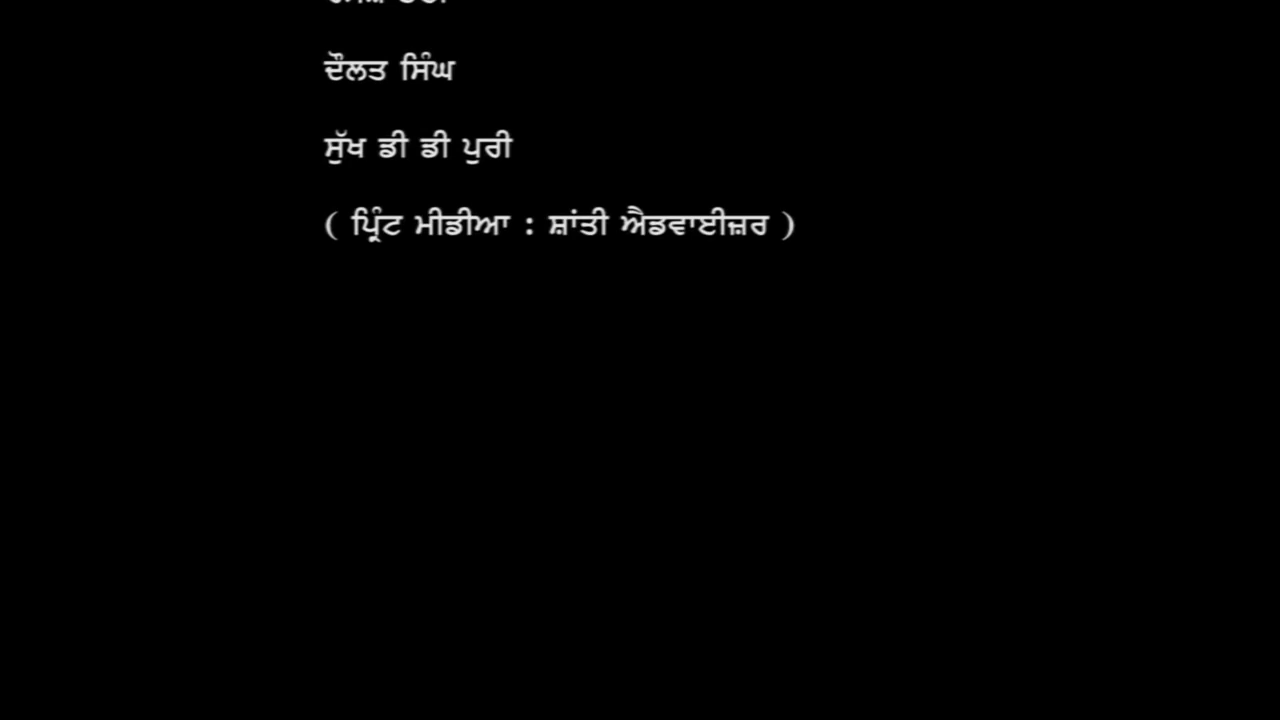 ਦੌਲਤ ਸਿੰਘ
ਸੁੱਖ ਡੀ ਡੀ ਪੁਰੀ
( ਪ੍ਰਿੰਟ ਮੀਡੀਆ : ਸ਼ਾਂਤੀ ਐਡਵਾਈਜ਼ਰ )